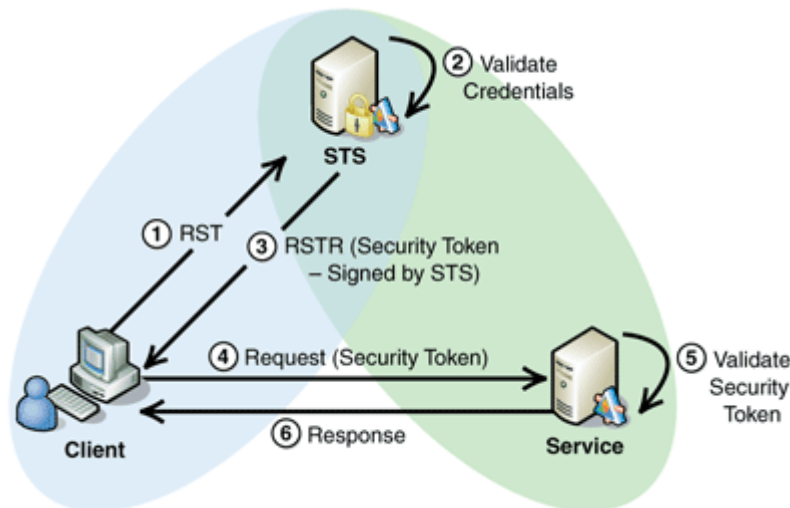 ② Validate
Credentials
STS
① RST
③ RSTR (Security Token
– Signed by STS)
④ Request (Security Token)
⑤ Validate
Security
Token
⑥ Response
Client
Service